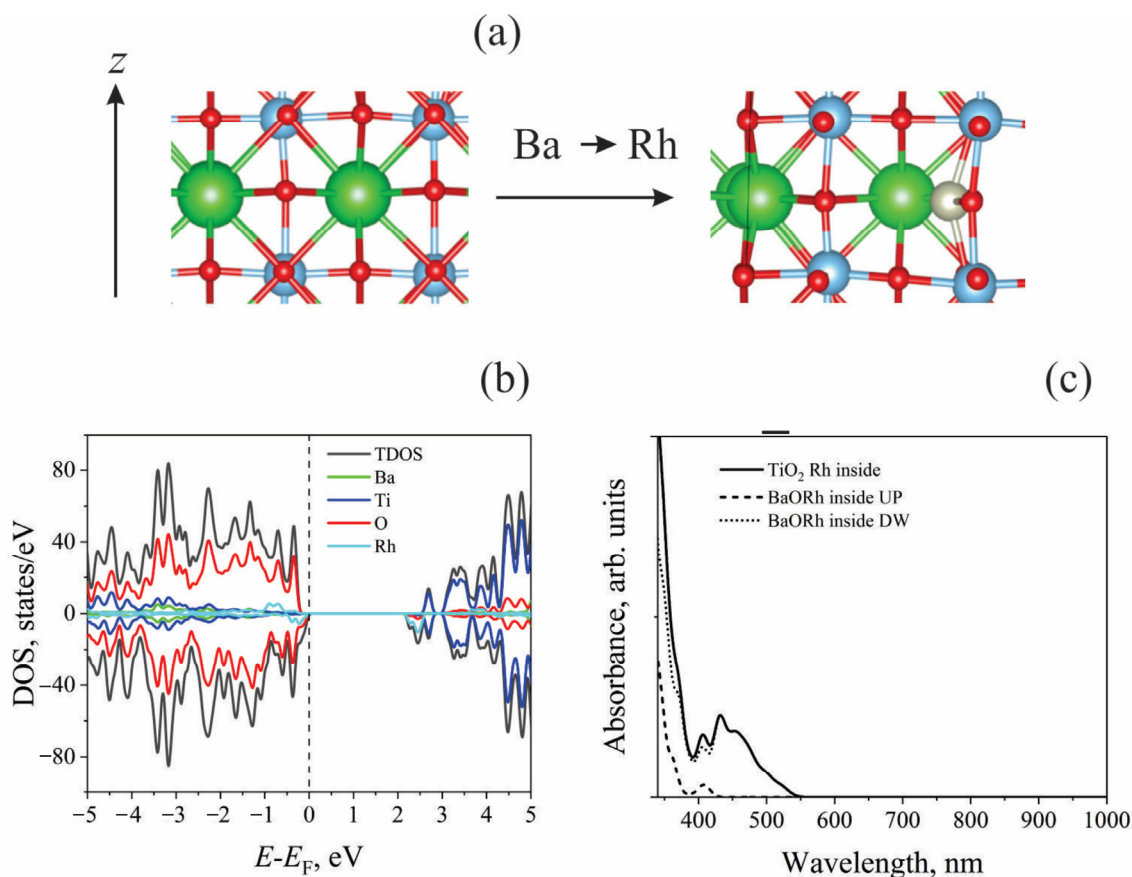 (a)
z
Ba → Rh
(b)
(c)
TDOS
Ba
Ti
O
Rh
80
40
0
−40
−80
DOS, states/eV
−5 −4 −3 −2 −1 0 1 2 3 4 5
E-E_F, eV
TiO₂ Rh inside
BaORh inside UP
BaORh inside DW
Absorbance, arb. units
400 500 600 700 800 900 1000
Wavelength, nm